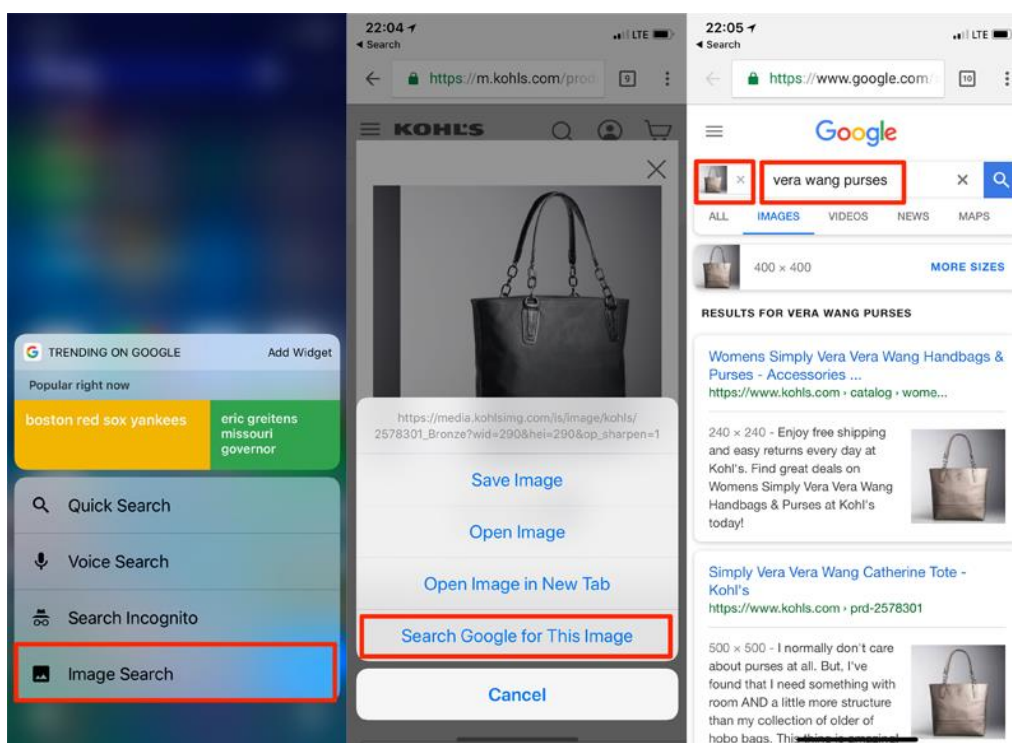 TRENDING ON GOOGLE Add Widget
Popular right now
boston red sox yankees
eric greitens
missouri
governor
Quick Search
Voice Search
Search Incognito
Image Search
22:04
Search
LTE
https://m.kohls.com/prod
9
KOHL'S
https://media.kohlsimg.com/is/image/kohls/
2578301_Bronze?wid=290&hei=290&op_sharpen=1
Save Image
Open Image
Open Image in New Tab
Search Google for This Image
Cancel
22:05
Search
LTE
https://www.google.com/
10
Google
vera wang purses
ALL IMAGES VIDEOS NEWS MAPS
400 × 400 MORE SIZES
RESULTS FOR VERA WANG PURSES
Womens Simply Vera Vera Wang Handbags &
Purses - Accessories ...
https://www.kohls.com › catalog › wome...
240 × 240 - Enjoy free shipping
and easy returns every day at
Kohl's. Find great deals on
Womens Simply Vera Vera Wang
Handbags & Purses at Kohl's
today!
Simply Vera Vera Wang Catherine Tote -
Kohl's
https://www.kohls.com › prd-2578301
500 × 500 - I normally don't care
about purses at all. But, I've
found that I need something with
room AND a little more structure
than my collection of older of
hobo bags. This thing is amazing!